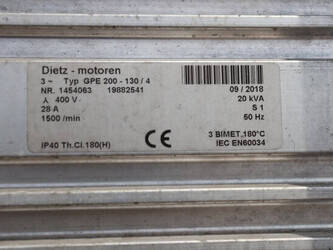 Dietz - motoren
3 ~ Typ GPE 200 - 130 / 4
NR. 1454063 19882541
⅄ 400 V
28 A
1500 /min
IP40 Th.Cl.180(H)
CE
09 / 2018
20 kVA
S 1
50 Hz
3 BIMET,180°C
IEC EN60034